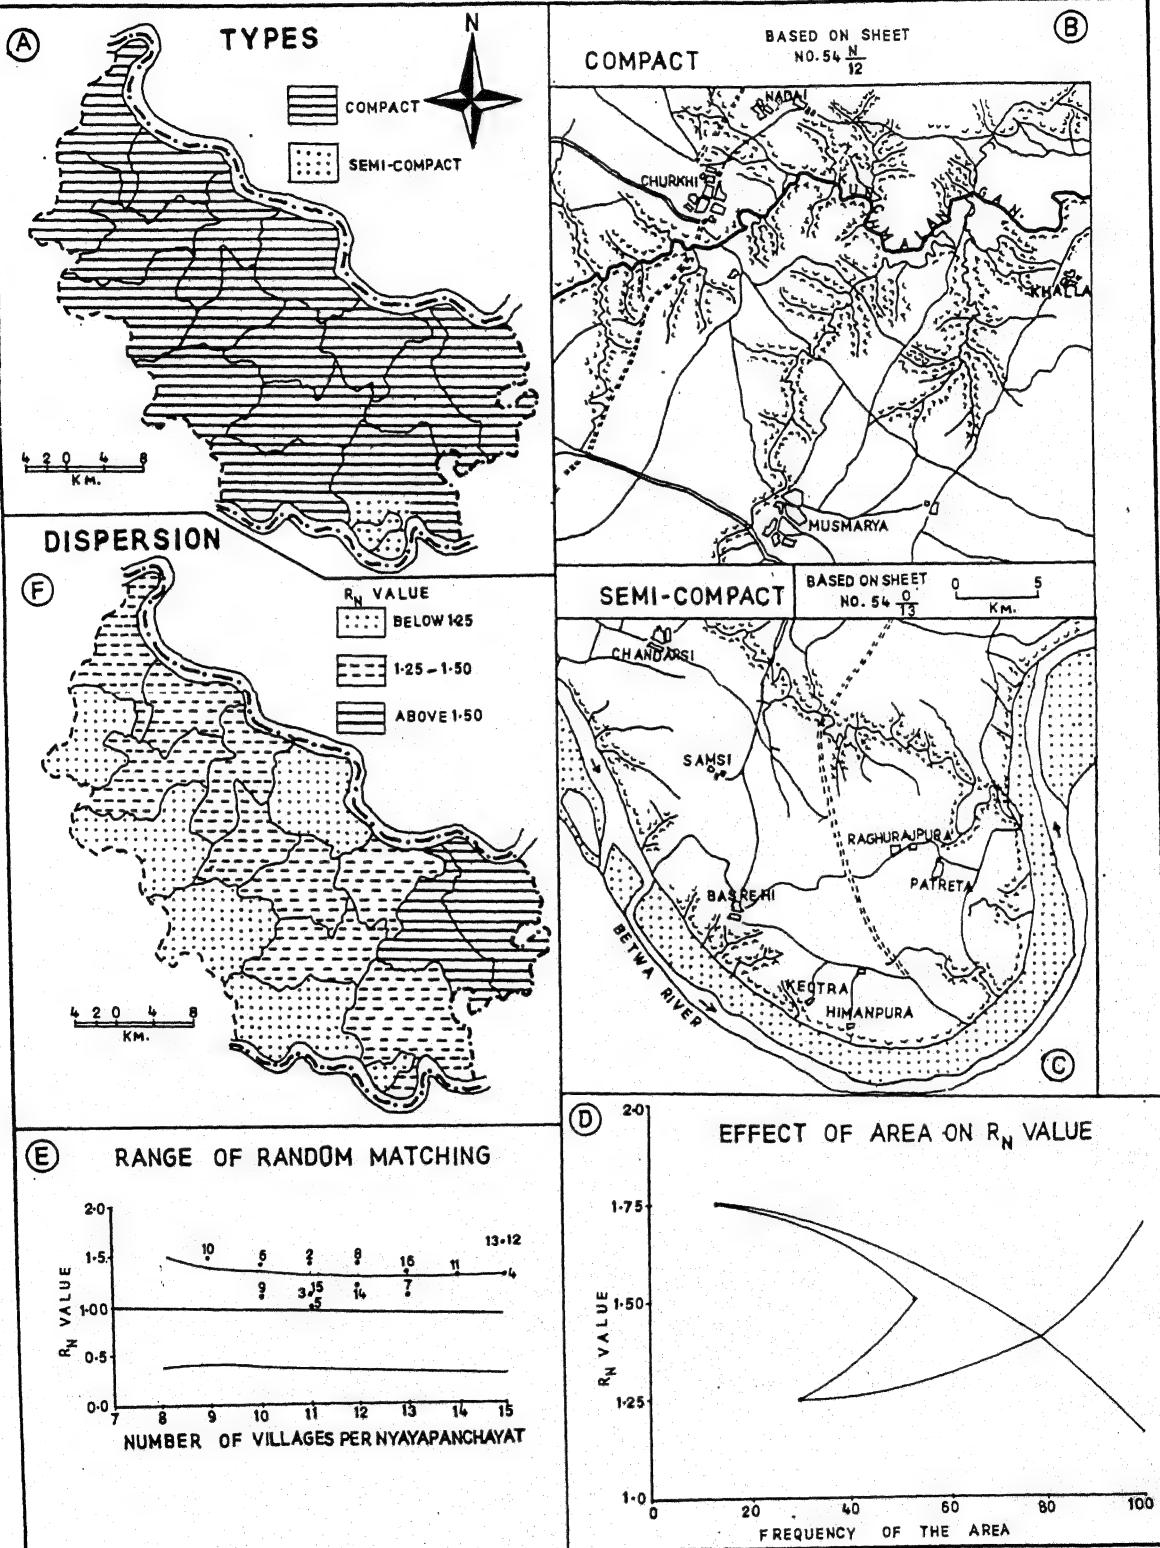 A
TYPES
N
COMPACT
SEMI-COMPACT
4 2 0 4 8
KM.
B
COMPACT
BASED ON SHEET
NO. 54 N/12
NADAI
CHURKHI
KHALLA
MUSMARYA
SEMI-COMPACT
BASED ON SHEET
NO. 54 O/13
0 5
KM.
CHANDARSI
SAMSI
RAGHURAJPURA
PATRETA
BASREHI
KEOTRA
HIMANPURA
BETWA RIVER
C
DISPERSION
F
RN VALUE
BELOW 1·25
1·25 - 1·50
ABOVE 1·50
4 2 0 4 8
KM.
E
RANGE OF RANDOM MATCHING
2·0
1·5
1·00
0·5
0·0
RN VALUE
10
6
2
8
16
11
13 12
4
9
3
15
5
14
7
7 8 9 10 11 12 13 14 15
NUMBER OF VILLAGES PER NYAYAPANCHAYAT
D
EFFECT OF AREA ON RN VALUE
2·0
1·75
1·50
1·25
1·0
RN VALUE
0 20 40 60 80 100
FREQUENCY OF THE AREA